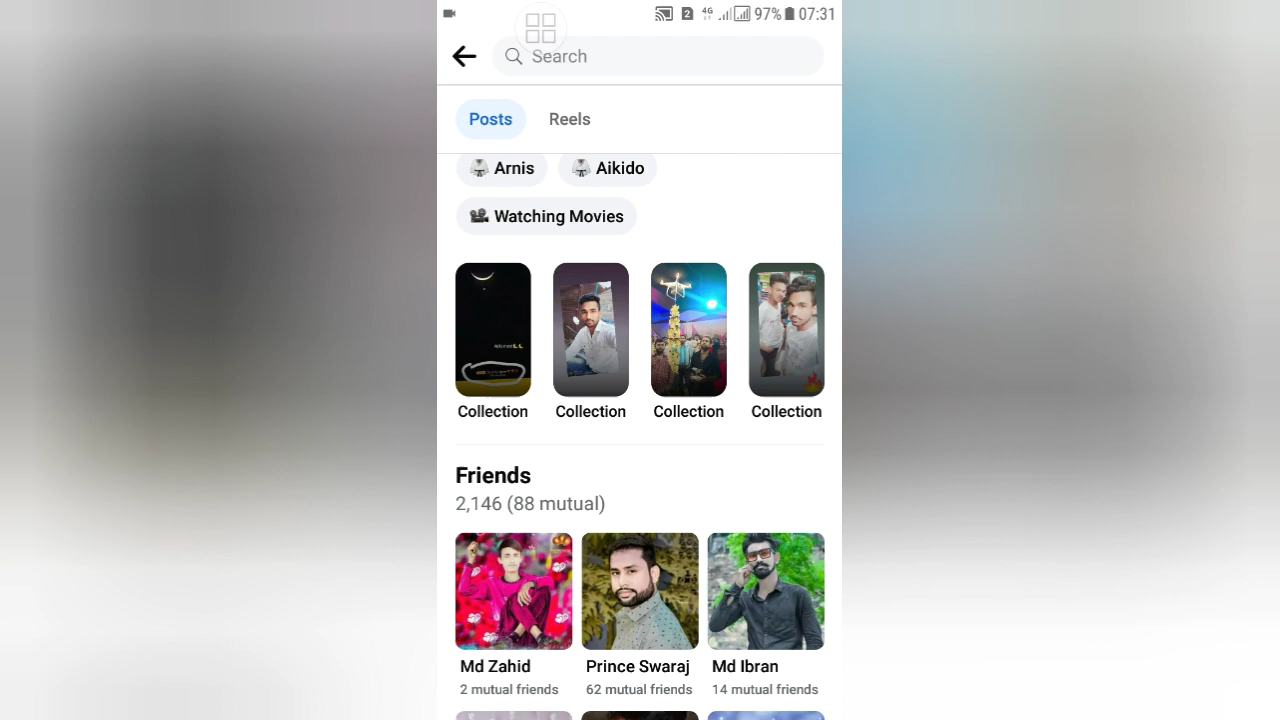 2 4G 97% 07:31
Search
Posts Reels
Arnis Aikido
Watching Movies
Collection Collection Collection Collection
Friends
2,146 (88 mutual)
Md Zahid Prince Swaraj Md Ibran
2 mutual friends 62 mutual friends 14 mutual friends